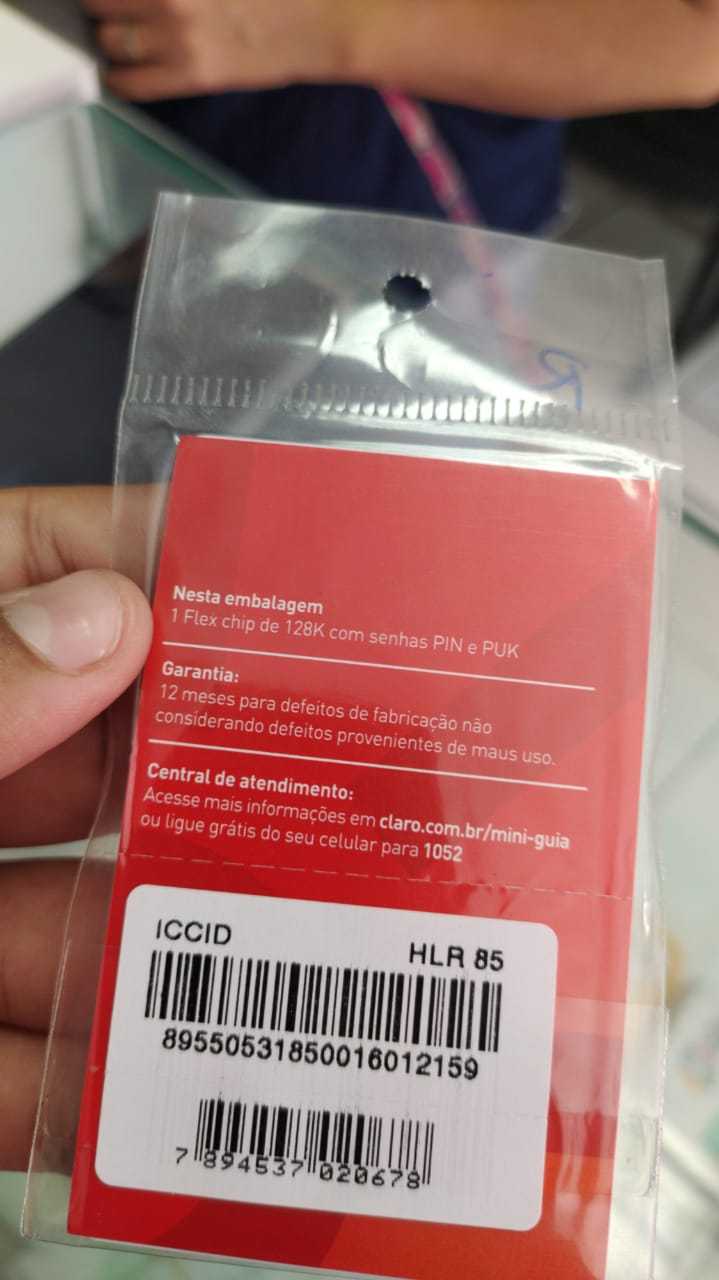 R
Nesta embalagem
1 Flex chip de 128K com senhas PIN e PUK
Garantia:
12 meses para defeitos de fabricação não
considerando defeitos provenientes de maus uso.
Central de atendimento:
Acesse mais informações em claro.com.br/mini-guia
ou ligue grátis do seu celular para 1052
ICCID HLR 85
89550531850016012159
7 894537 020678